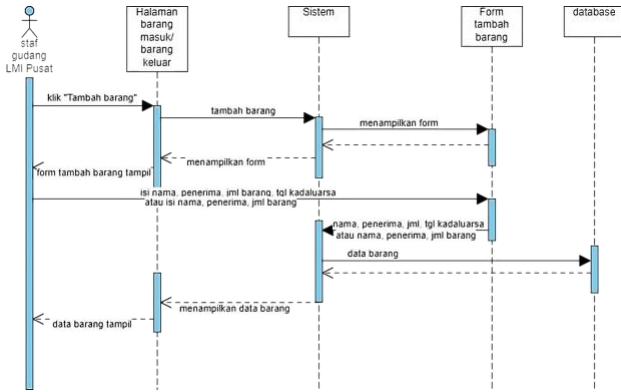 Halaman
barang
masuk/
barang
keluar
Sistem
Form
tambah
barang
database
staf
gudang
LMI Pusat
klik "Tambah barang"
tambah barang
menampilkan form
menampilkan form
form tambah barang tampil
isi nama, penerima, jml barang, tgl kadaluarsa
atau isi nama, penerima, jml barang
nama, penerima, jml, tgl kadaluarsa
atau nama, penerima, jml barang
data barang
menampilkan data barang
data barang tampil